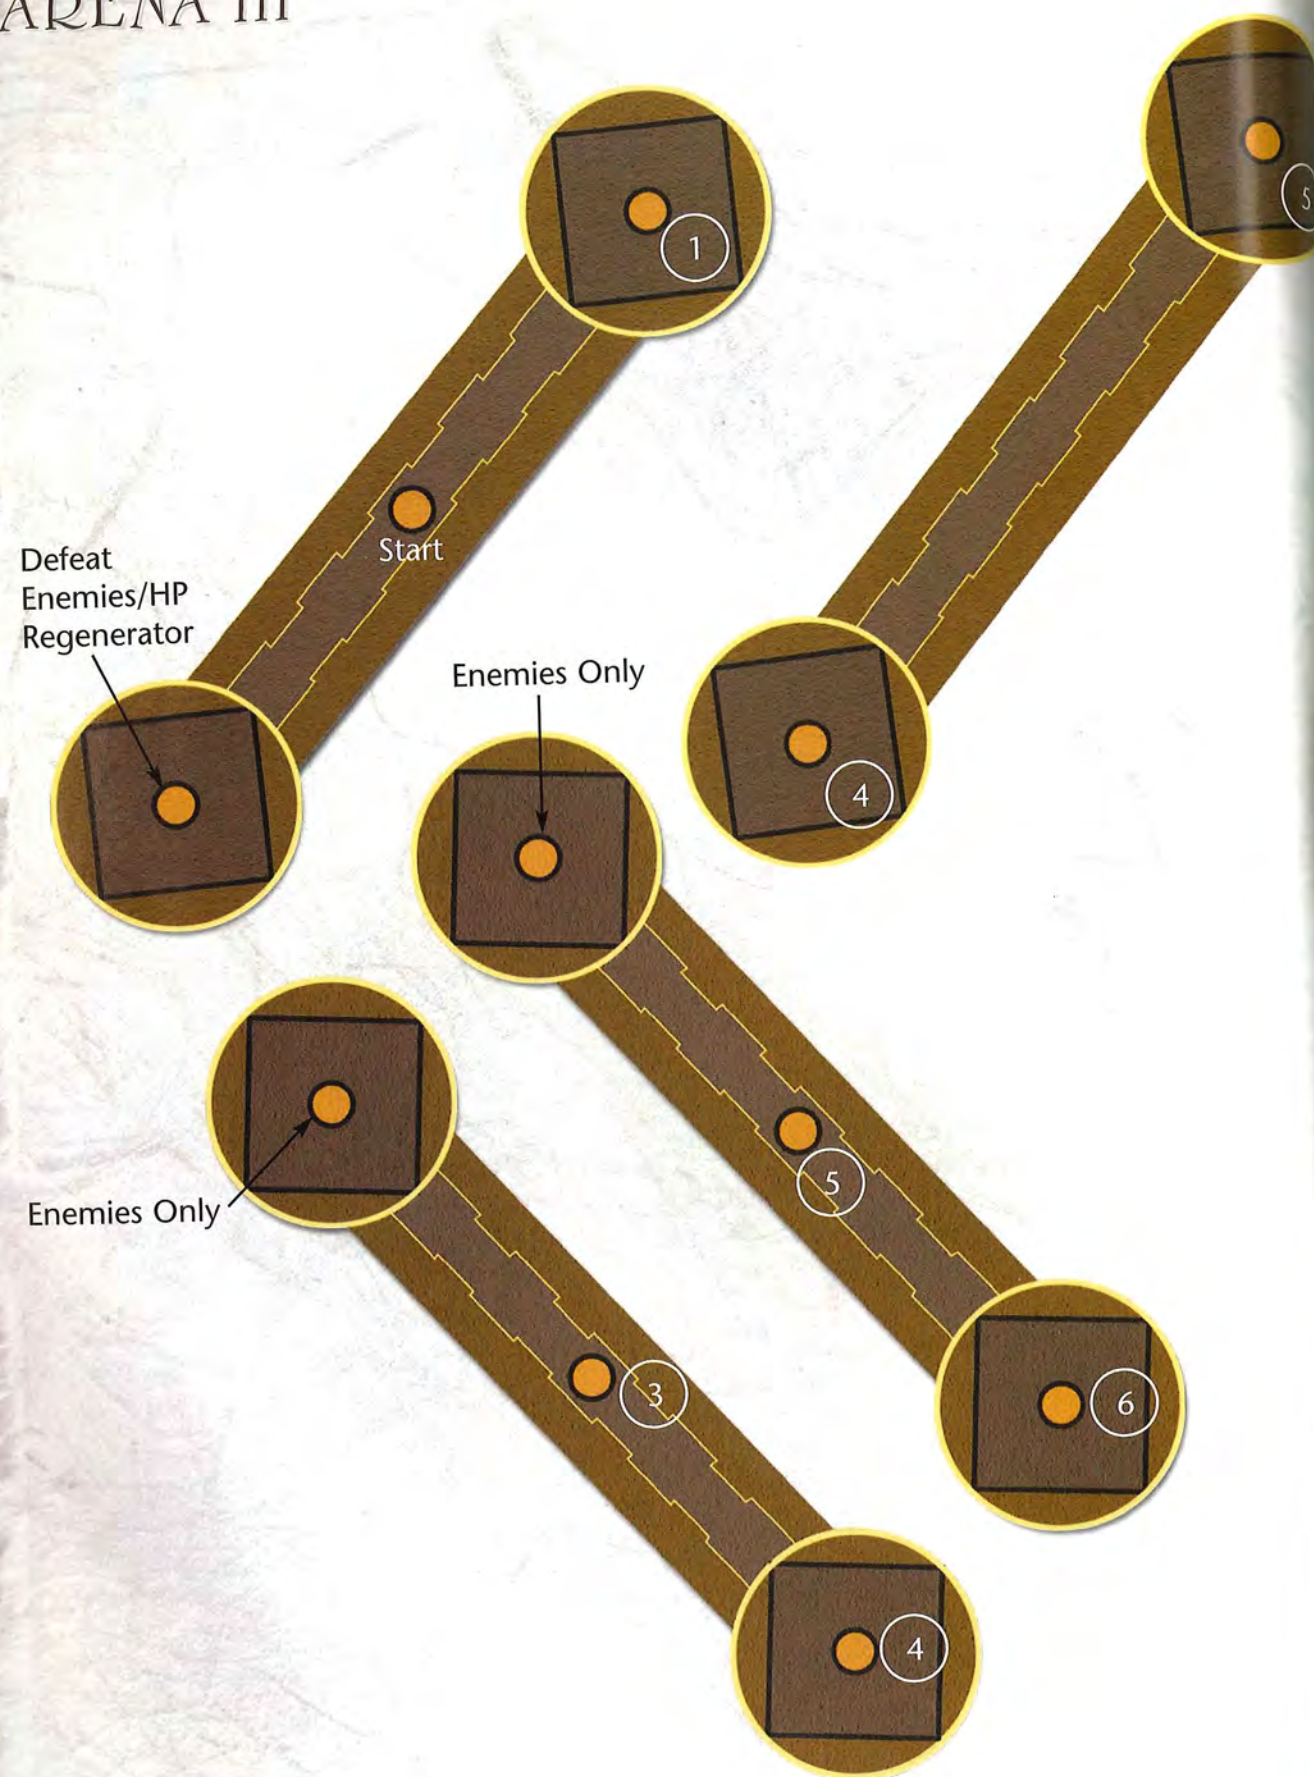 ARENA III
5
1
Start
Defeat
Enemies/HP
Regenerator
Enemies Only
4
Enemies Only
5
3
6
4